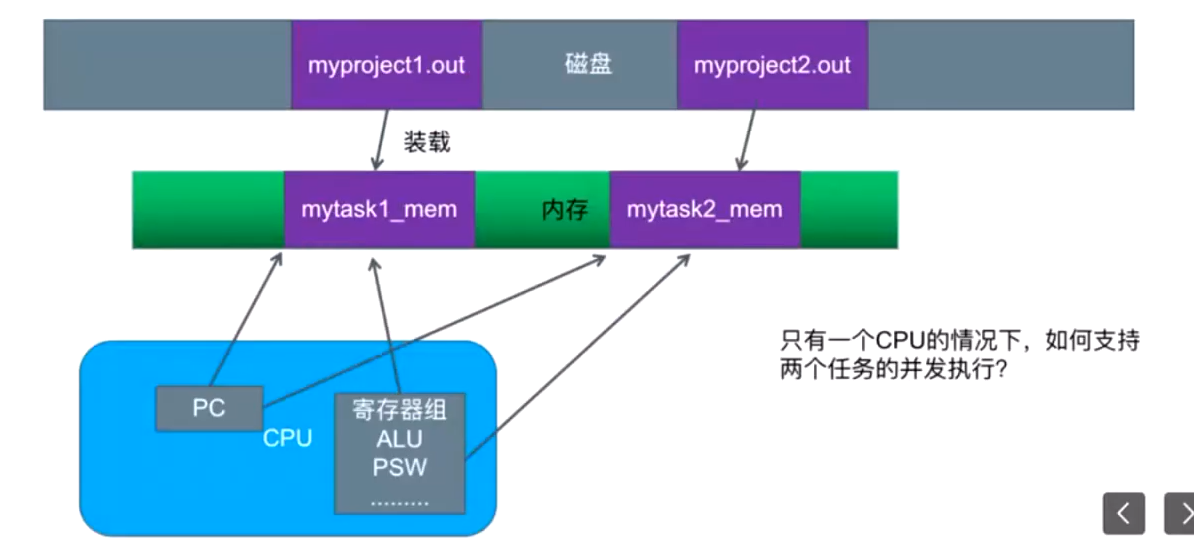 myproject1.out
磁盘
myproject2.out
装载
mytask1_mem
内存
mytask2_mem
只有一个CPU的情况下，如何支持
两个任务的并发执行?
PC
CPU
寄存器组
ALU
PSW
.........